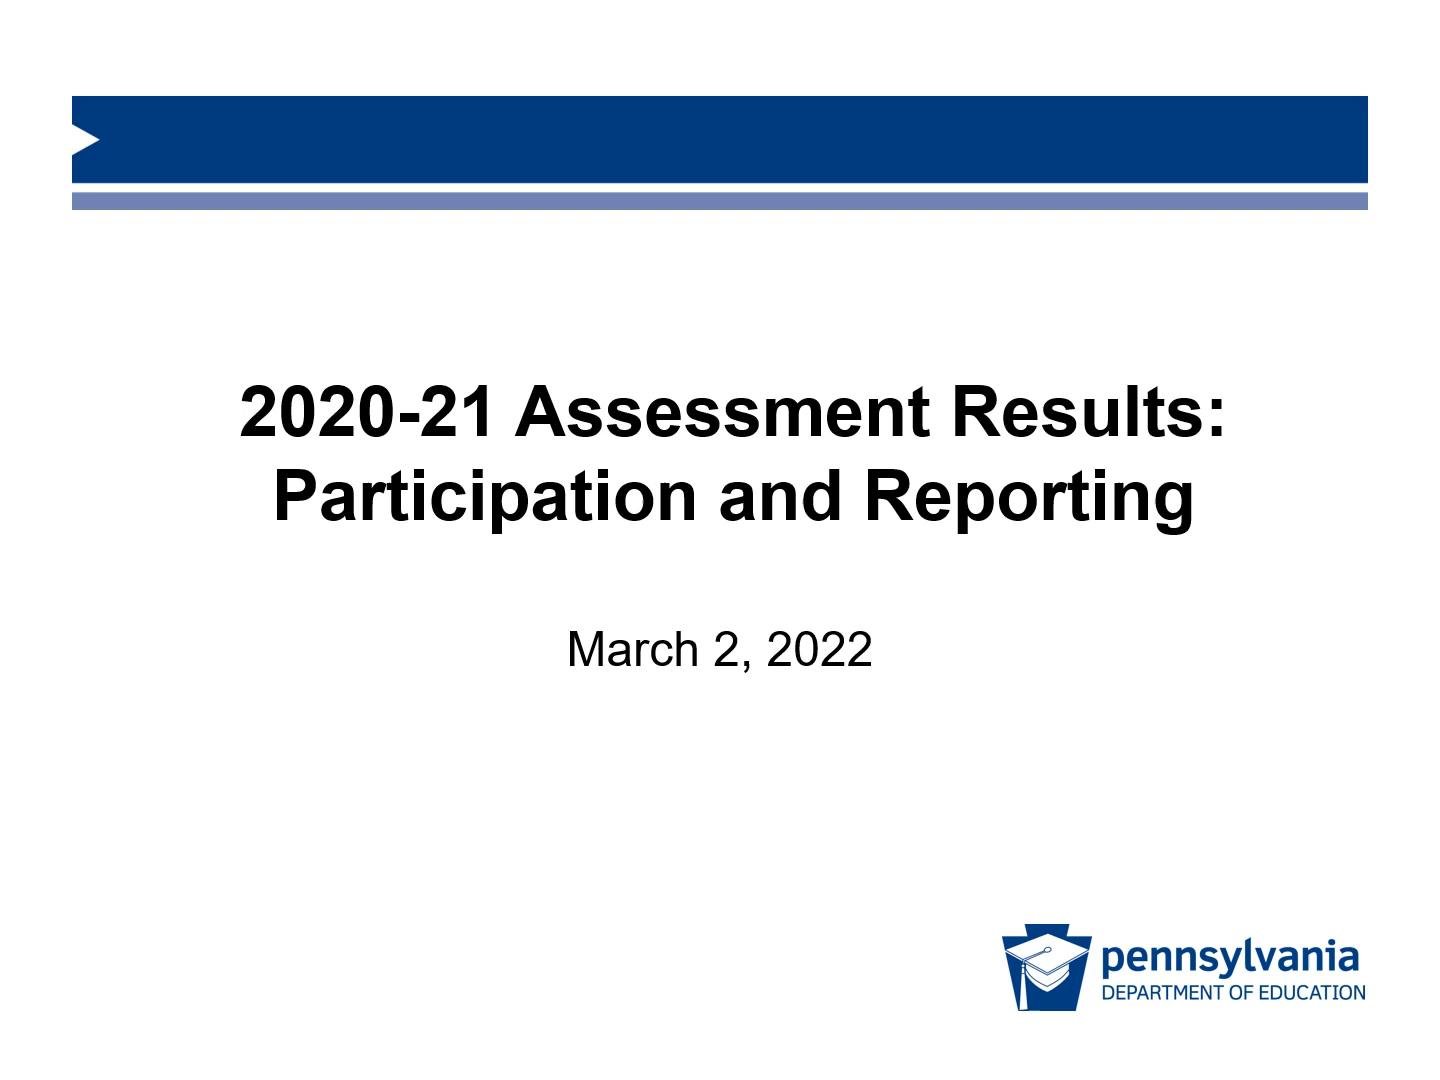 2020-21 Assessment Results:
Participation and Reporting
March 2, 2022
pennsylvania
DEPARTMENT OF EDUCATION